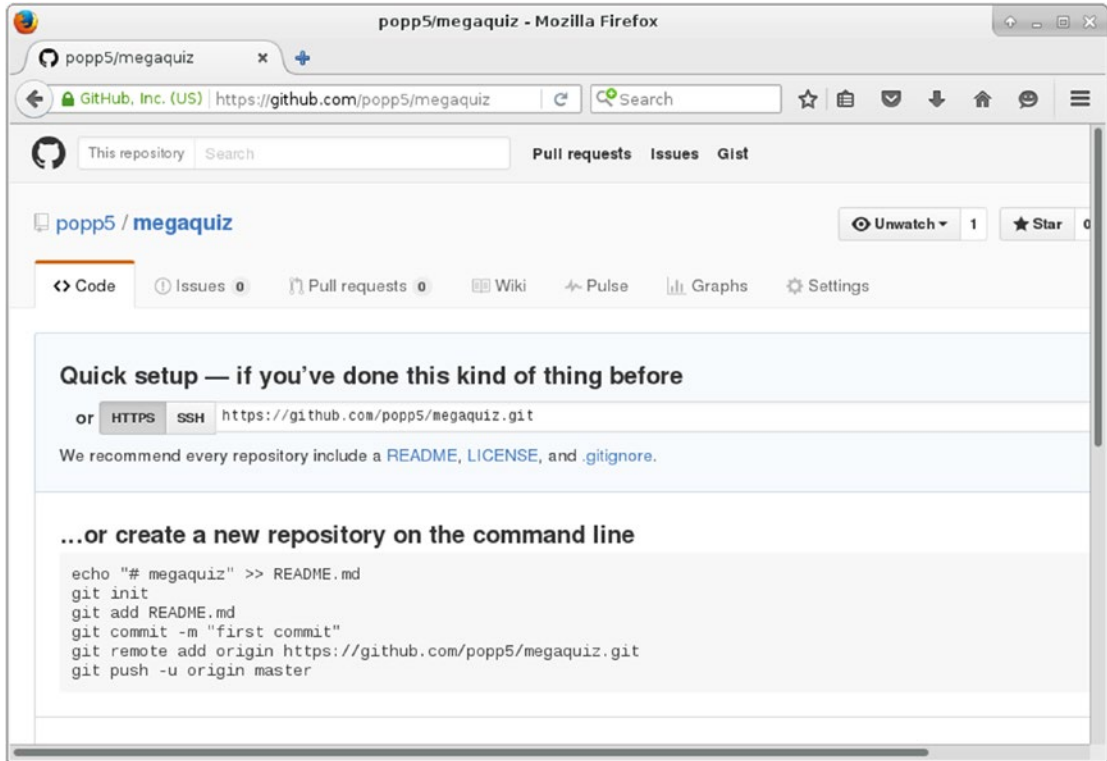 popp5/megaquiz - Mozilla Firefox
popp5/megaquiz
GitHub, Inc. (US) https://github.com/popp5/megaquiz Search
This repository Search Pull requests Issues Gist
popp5 / megaquiz Unwatch 1 Star 0
Code Issues 0 Pull requests 0 Wiki Pulse Graphs Settings
Quick setup — if you've done this kind of thing before
or HTTPS SSH https://github.com/popp5/megaquiz.git
We recommend every repository include a README, LICENSE, and .gitignore.
...or create a new repository on the command line
echo "# megaquiz" >> README.md
git init
git add README.md
git commit -m "first commit"
git remote add origin https://github.com/popp5/megaquiz.git
git push -u origin master